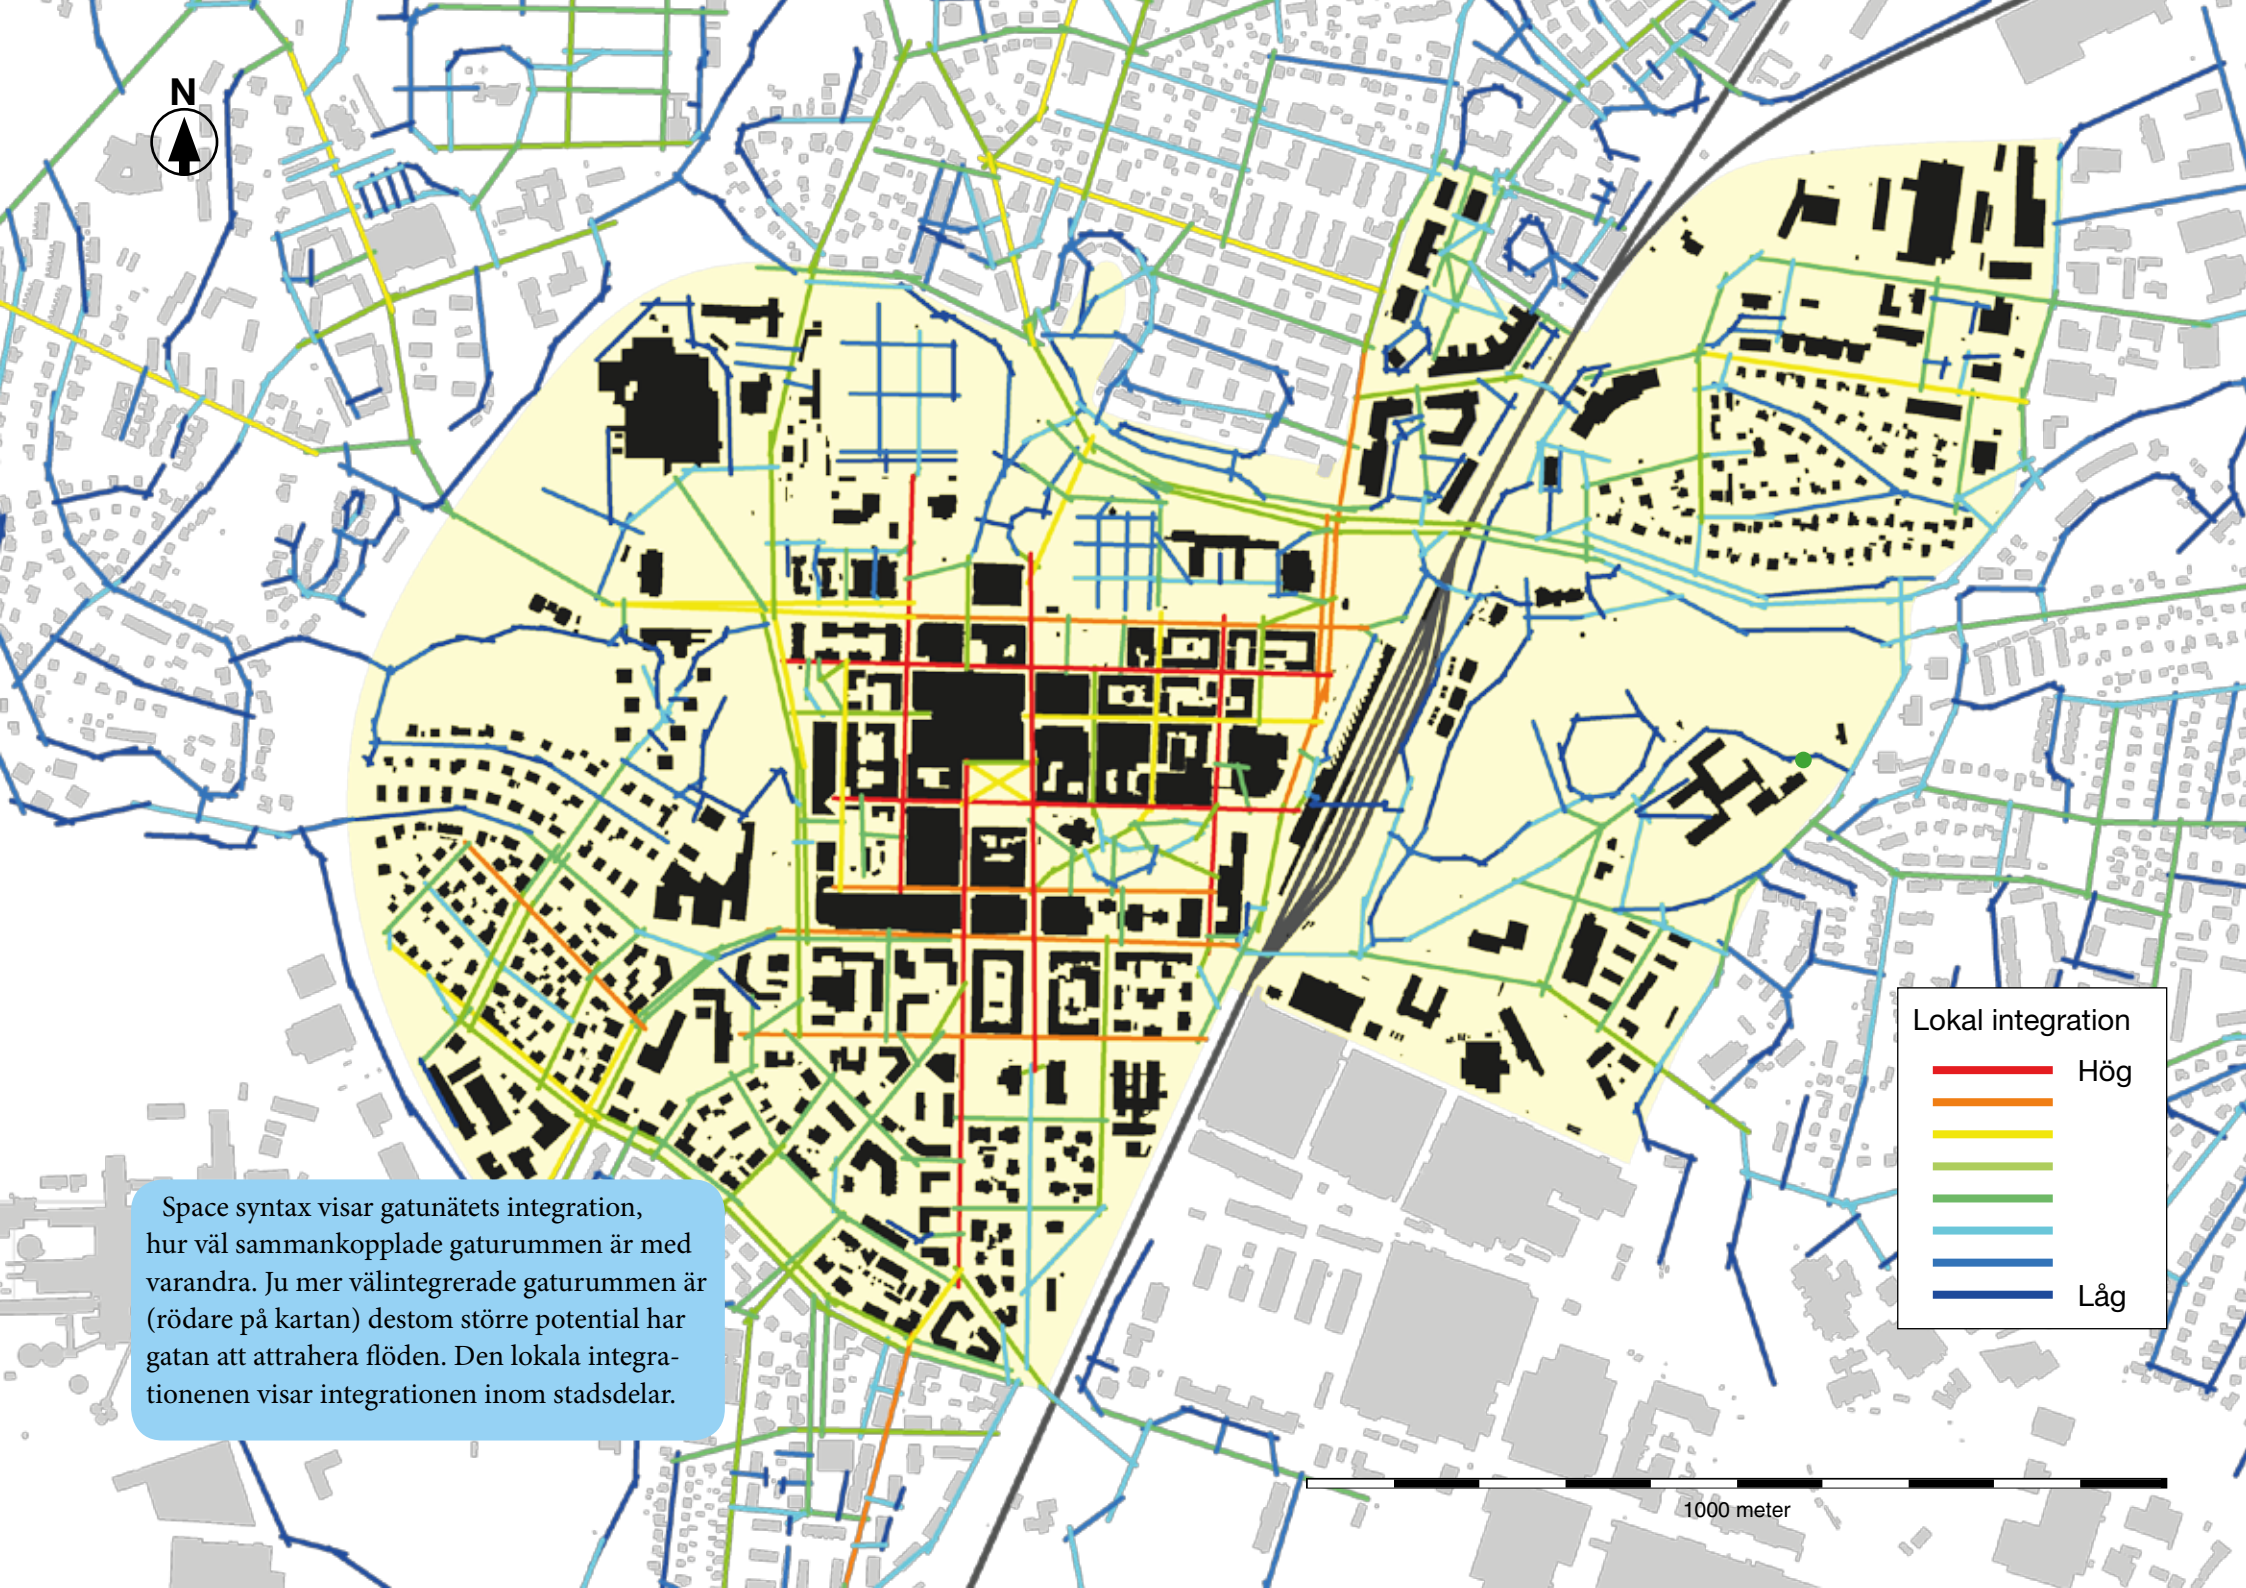 N
Lokal integration
Hög
Låg
Space syntax visar gatunätets integration,
hur väl sammankopplade gaturummen är med
varandra. Ju mer välintegrerade gaturummen är
(rödare på kartan) destom större potential har
gatan att attrahera flöden. Den lokala integra-
tionenen visar integrationen inom stadsdelar.
1000 meter